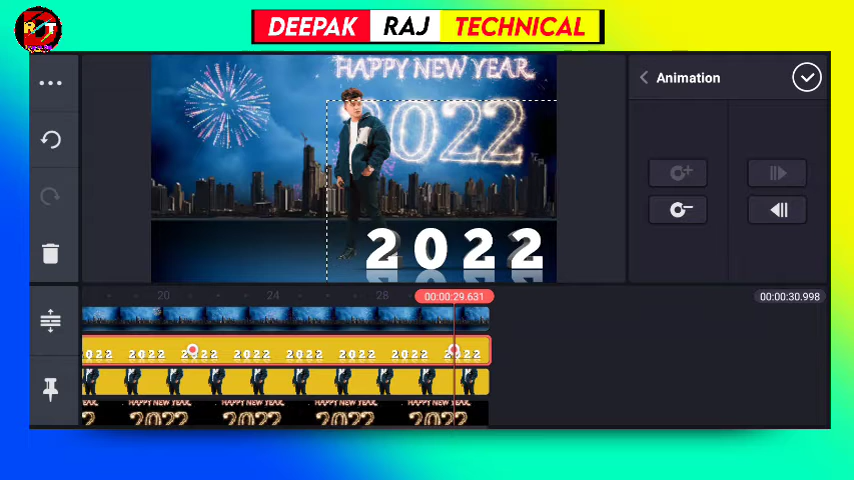 DEEPAK RAJ TECHNICAL
R T
HAPPY NEW YEAR
2022
2022
Animation
20 24 28
00:00:29.631
00:00:30.998
2022 2022 2022 2022 2022 2022 2022 2022
HAPPY NEW YEAR HAPPY NEW YEAR HAPPY NEW YEAR HAPPY NEW YEAR
2022 2022 2022 2022